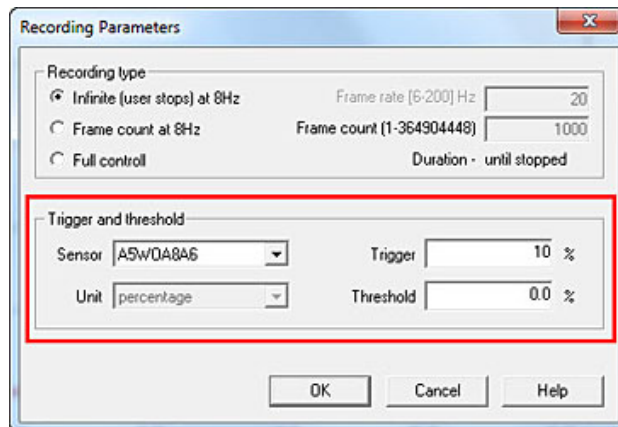 Recording Parameters
x
Recording type
Infinite (user stops) at 8Hz Frame rate [6-200] Hz 20
Frame count at 8Hz Frame count (1-364904448) 1000
Full controll Duration - until stopped
Trigger and threshold
Sensor A5W0A8A6 Trigger 10 %
Unit percentage Threshold 0.0 %
OK Cancel Help